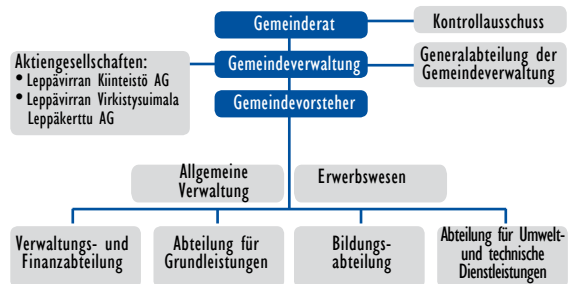 Gemeinderat
Kontrollausschuss
Aktiengesellschaften:
• Leppävirran Kiinteistö AG
• Leppävirran Virkistysuimala
Leppäkerttu AG
Gemeindeverwaltung
Generalabteilung der
Gemeindeverwaltung
Gemeindevorsteher
Allgemeine
Verwaltung
Erwerbswesen
Verwaltungs- und
Finanzabteilung
Abteilung für
Grundleistungen
Bildungs-
abteilung
Abteilung für Umwelt-
und technische
Dienstleistungen